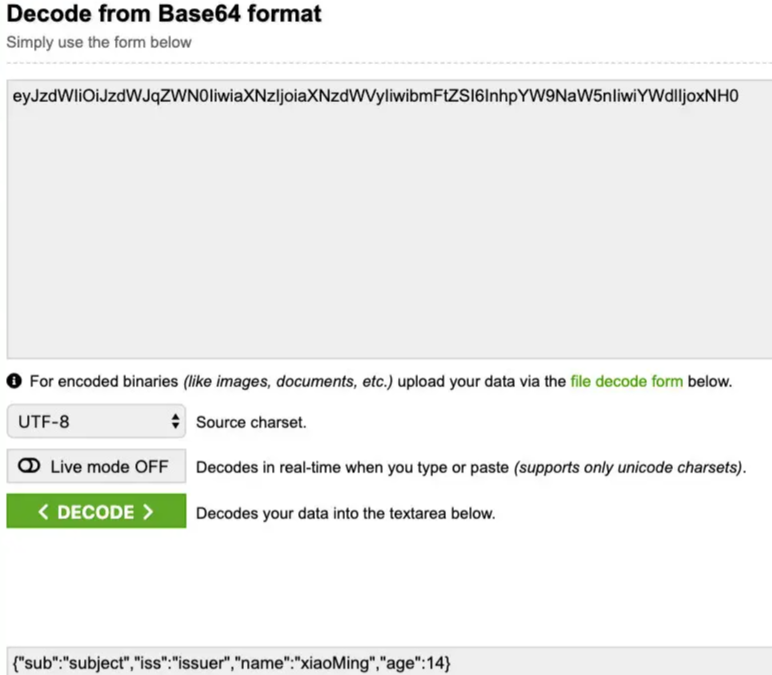 Decode from Base64 format
Simply use the form below
eyJzdWIiOiJzdWJqZWN0IiwiaXNzIjoiaXNzdWVyIiwibmFtZSI6InhpYW9NaW5nIiwiYWdlIjoxNH0
For encoded binaries (like images, documents, etc.) upload your data via the file decode form below.
UTF-8 Source charset.
Live mode OFF Decodes in real-time when you type or paste (supports only unicode charsets).
< DECODE > Decodes your data into the textarea below.
{"sub":"subject","iss":"issuer","name":"xiaoMing","age":14}